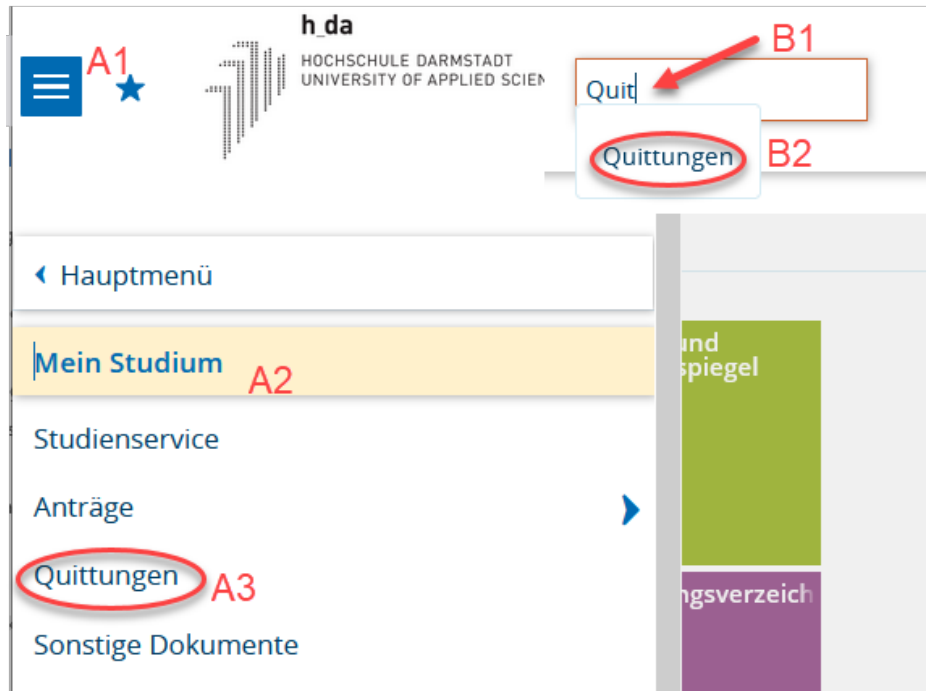 h_da
HOCHSCHULE DARMSTADT
UNIVERSITY OF APPLIED SCIEN
A1
B1
Quit
Quittungen
B2
Hauptmenü
Mein Studium
A2
Studienservice
Anträge
Quittungen
A3
Sonstige Dokumente
und
spiegel
ngsverzeich